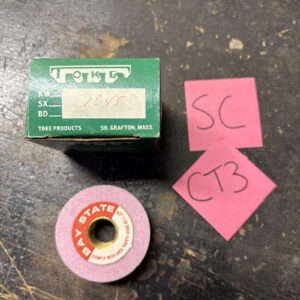 TOKE
KW
SX
BD
TOKE PRODUCTS SO. GRAFTON, MASS.
SC
CT3
BAY STATE